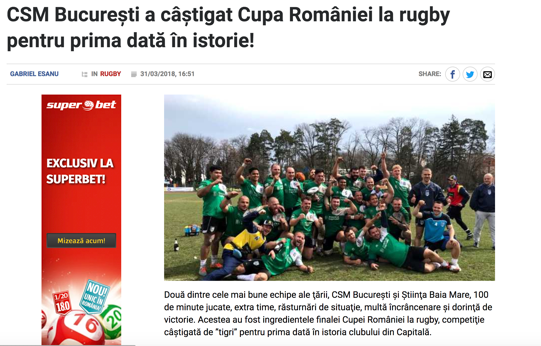 CSM București a câștigat Cupa României la rugby
pentru prima dată în istorie!
GABRIEL ESANU
IN RUGBY
31/03/2018, 16:51
SHARE:
superbet
EXCLUSIV LA
SUPERBET!
Mizează acum!
NOU!
UNIC ÎN
ROMÂNIA
1/20
180
16
Două dintre cele mai bune echipe ale țării, CSM București și Știința Baia Mare, 100
de minute jucate, extra time, răsturnări de situație, multă încrâncenare și dorință de
victorie. Acestea au fost ingredientele finalei Cupei României la rugby, competiție
câștigată de “tigri” pentru prima dată în istoria clubului din Capitală.